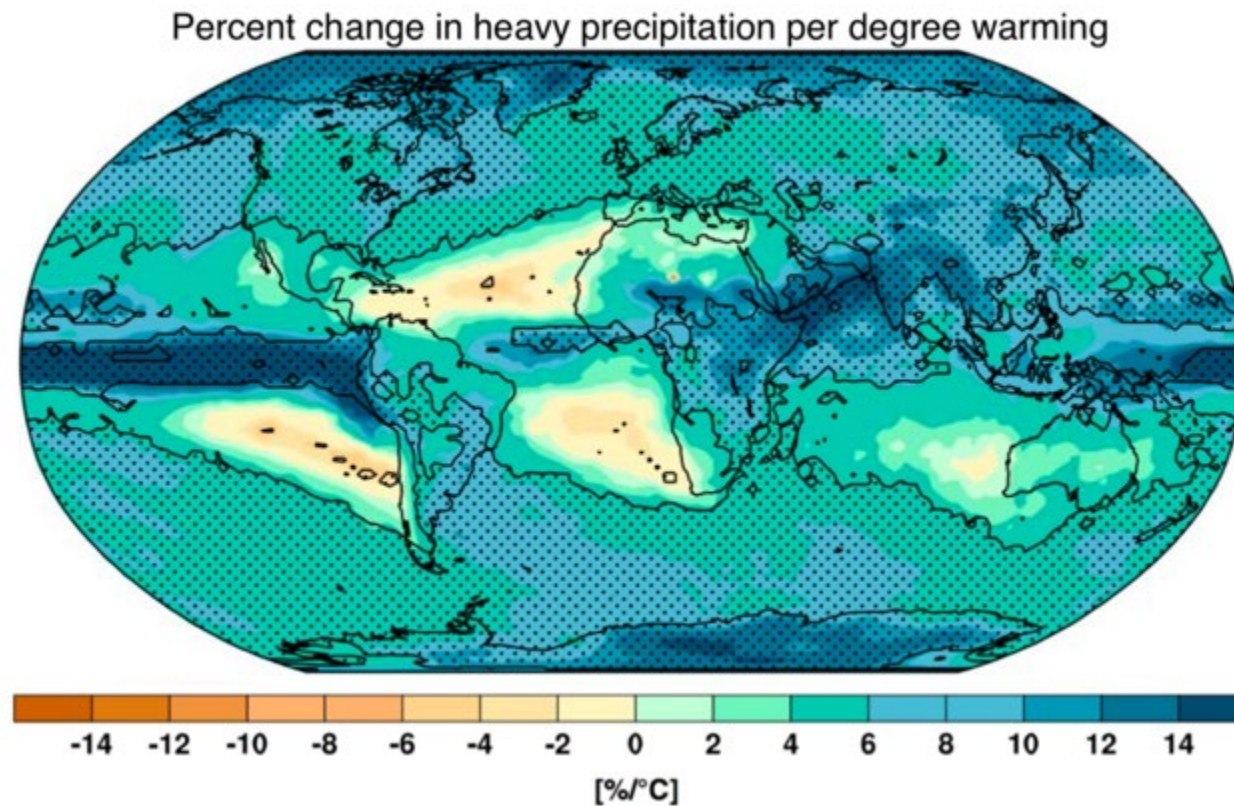 Percent change in heavy precipitation per degree warming
-14 -12 -10 -8 -6 -4 -2 0 2 4 6 8 10 12 14
[%/°C]